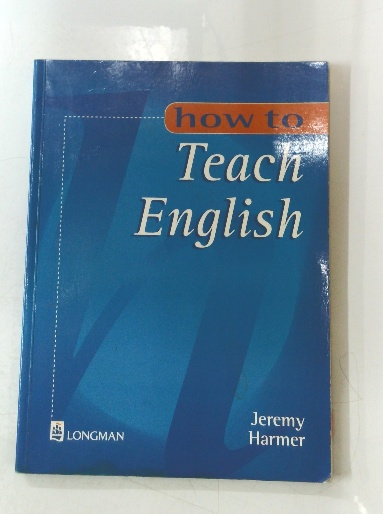 how to
Teach
English
Jeremy
Harmer
LONGMAN